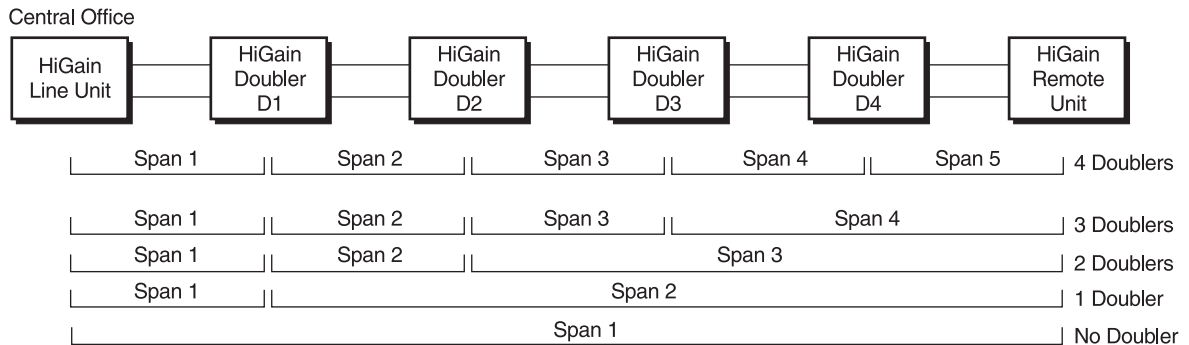 Central Office
HiGain
Line Unit
HiGain
Doubler
D1
HiGain
Doubler
D2
HiGain
Doubler
D3
HiGain
Doubler
D4
HiGain
Remote
Unit
Span 1 Span 2 Span 3 Span 4 Span 5 4 Doublers
Span 1 Span 2 Span 3 Span 4 3 Doublers
Span 1 Span 2 Span 3 2 Doublers
Span 1 Span 2 1 Doubler
Span 1 No Doubler